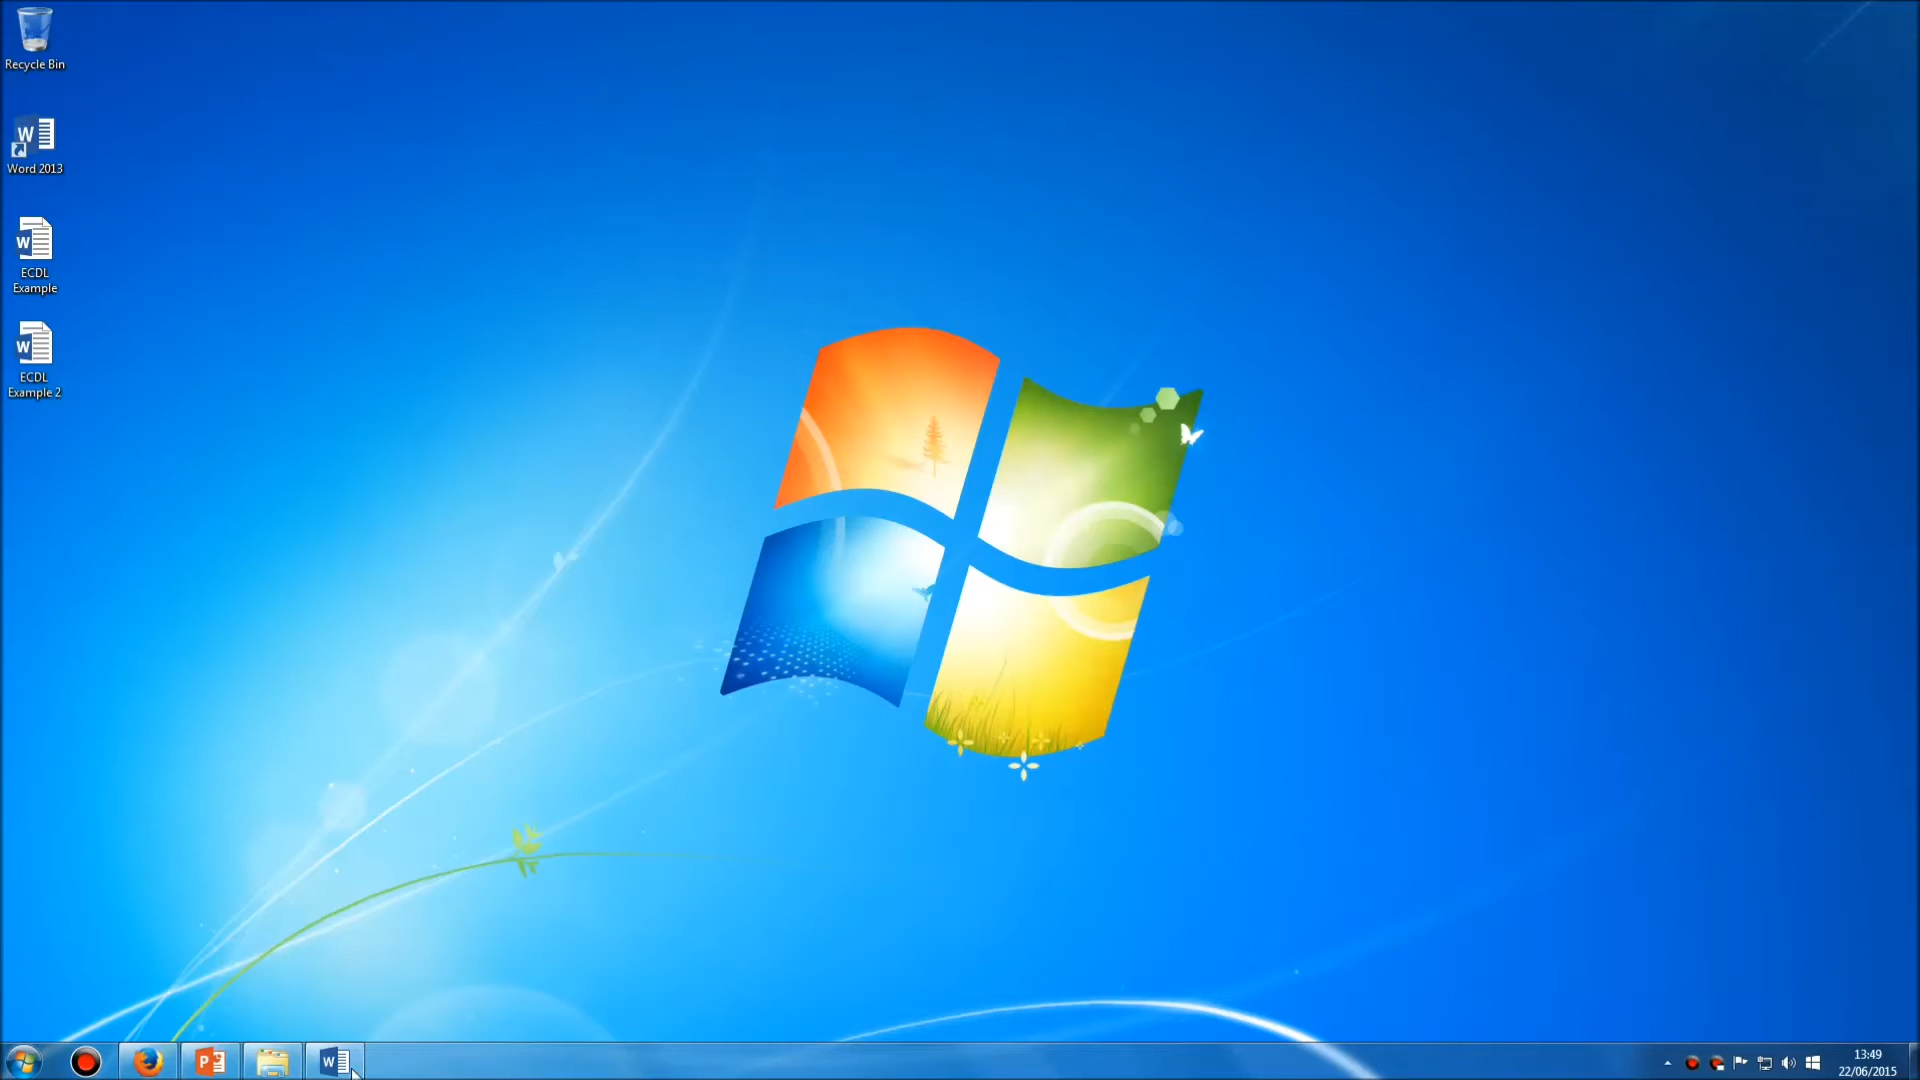 Recycle Bin
W
Word 2013
W
ECDL
Example
W
ECDL
Example 2
P
W
13:49
22/06/2015